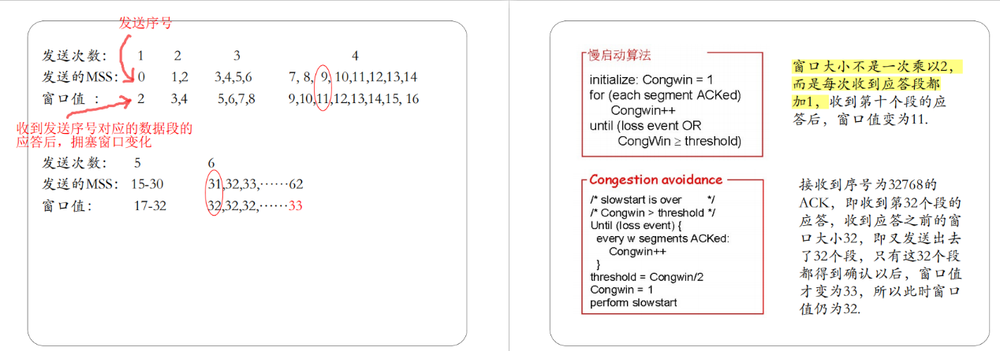 发送序号
发送次数： 1 2 3 4
发送的MSS： 0 1,2 3,4,5,6 7, 8, 9, 10,11,12,13,14
窗口值 ： 2 3,4 5,6,7,8 9,10,11,12,13,14,15, 16
收到发送序号对应的数据段的
应答后，拥塞窗口变化
发送次数： 5 6
发送的MSS： 15-30 31,32,33,······62
窗口值： 17-32 32,32,32,······33
慢启动算法
initialize: Congwin = 1
for (each segment ACKed)
Congwin++
until (loss event OR
CongWin ≥ threshold)
窗口大小不是一次乘以2，
而是每次收到应答段都
加1，收到第十个段的应
答后，窗口值变为11.
Congestion avoidance
/* slowstart is over */
/* Congwin > threshold */
Until (loss event) {
every w segments ACKed:
Congwin++
}
threshold = Congwin/2
Congwin = 1
perform slowstart
接收到序号为32768的
ACK，即收到第32个段的
应答，收到应答之前的窗
口大小32，即又发送出去
了32个段，只有这32个段
都得到确认以后，窗口值
才变为33，所以此时窗口
值仍为32.